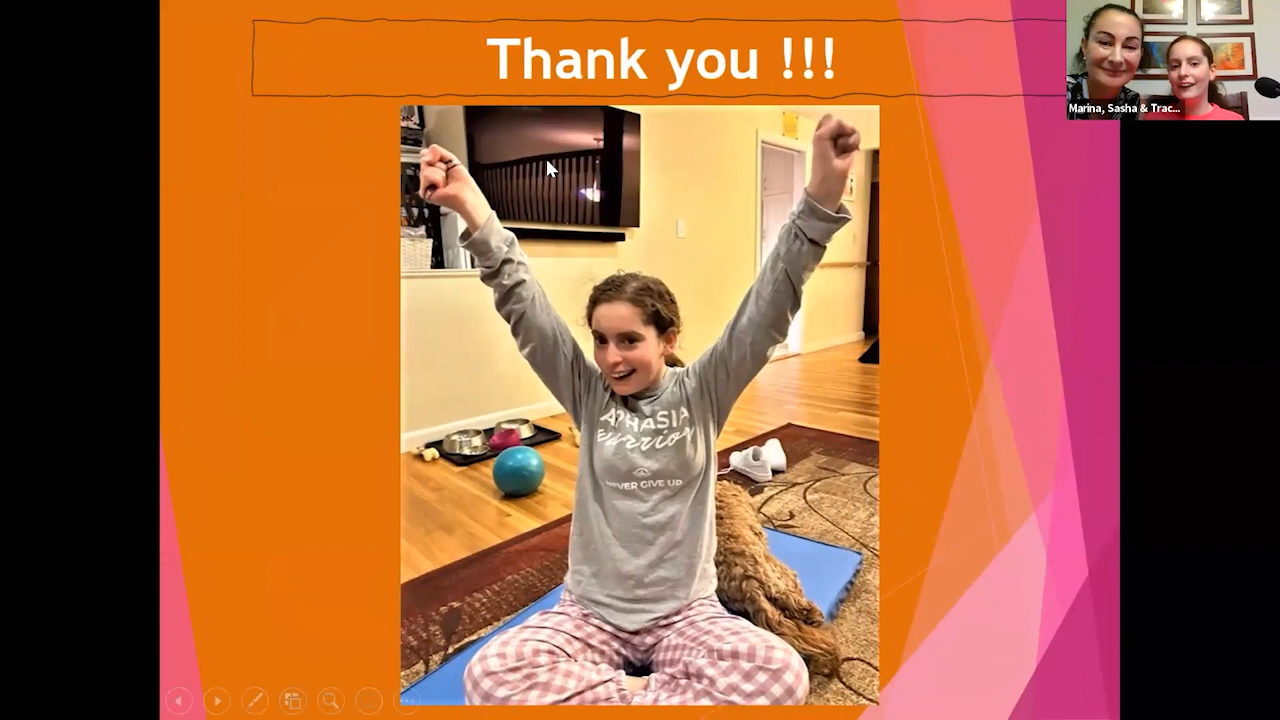 Thank you !!!
Marina, Sasha & Trac...
APHASIA
Warrior
NEVER GIVE UP